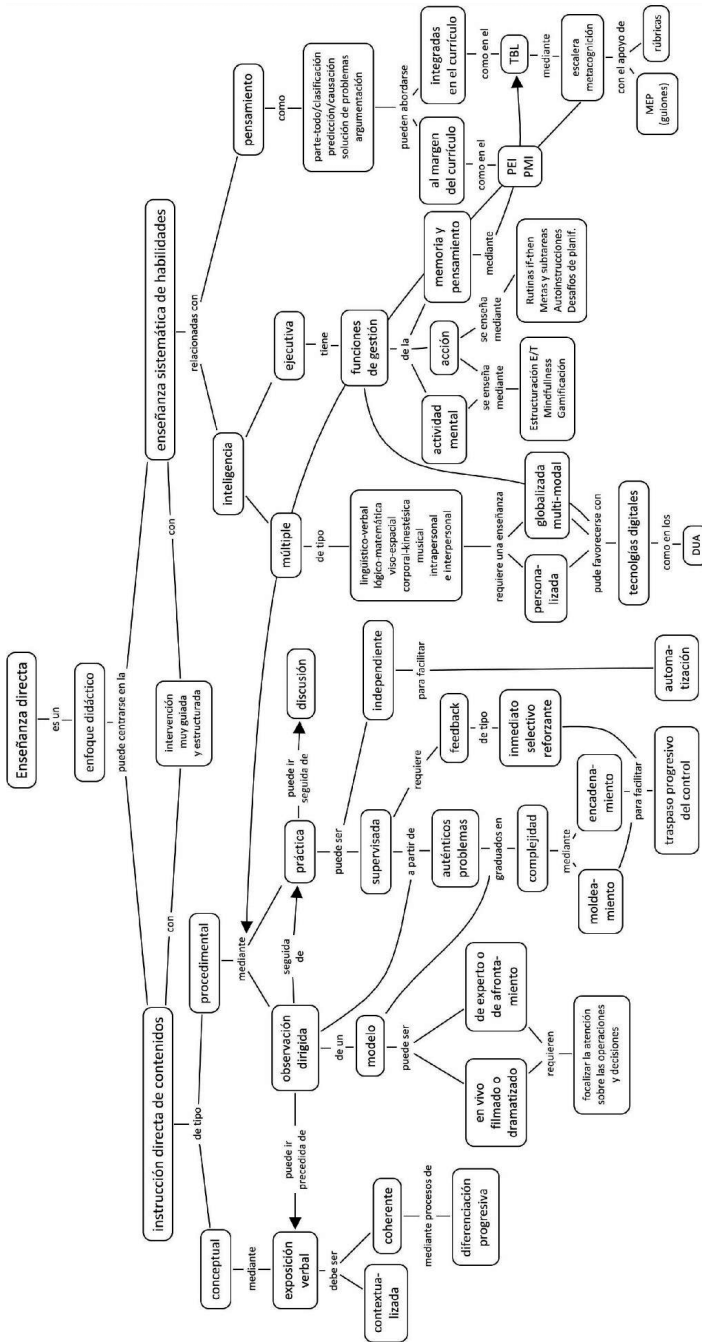 Enseñanza directa
es un
enfoque didáctico
puede centrarse en la
instrucción directa de contenidos
con
intervención
muy guiada
y estructurada
con
enseñanza sistemática de habilidades
de tipo
conceptual
mediante
exposición
verbal
debe ser
contextua-
lizada
coherente
mediante procesos de
diferenciación
progresiva
procedimental
mediante
observación
dirigida
puede ir
precedida de
seguida
de
práctica
puede ir
seguida de
discusión
de un
modelo
puede ser
en vivo
filmado o
dramatizado
de experto o
de afronta-
miento
requieren
focalizar la atención
sobre las operaciones
y decisiones
puede ser
supervisada
independiente
a partir de
auténticos
problemas
graduados en
complejidad
mediante
moldea-
miento
encadena-
miento
requiere
feedback
de tipo
inmediato
selectivo
reforzante
para facilitar
traspaso progresivo
del control
para facilitar
automa-
tización
relacionadas con
inteligencia
múltiple
de tipo
lingüístico-verbal
lógico-matemática
viso-espacial
corporal-kinestésica
musical
intrapersonal
e interpersonal
requiere una enseñanza
persona-
lizada
globalizada
multi-modal
pude favorecerse con
tecnolgías digitales
como en los
DUA
ejecutiva
tiene
funciones
de gestión
de la
actividad
mental
acción
memoria y
pensamiento
se enseña
mediante
Estructuración E/T
Mindfullness
Gamificación
se enseña
mediante
Rutinas if-then
Metas y subtareas
Autoinstrucciones
Desafíos de planif.
mediante
pensamiento
como
parte-todo/clasificación
predicción/causación
solución de problemas
argumentación
pueden abordarse
al margen
del currículo
como en el
PEI
PMI
integradas
en el currículo
como en el
TBL
mediante
escalera
metacognición
con el apoyo de
MEP
(guiones)
rúbricas